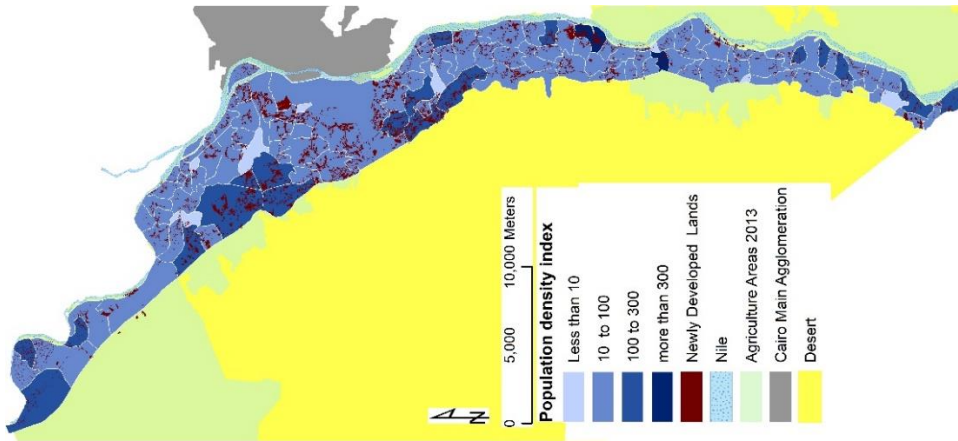 N
0 5,000 10,000 Meters
Population density index
Less than 10
10 to 100
100 to 300
more than 300
Newly Developed Lands
Nile
Agriculture Areas 2013
Cairo Main Agglomeration
Desert